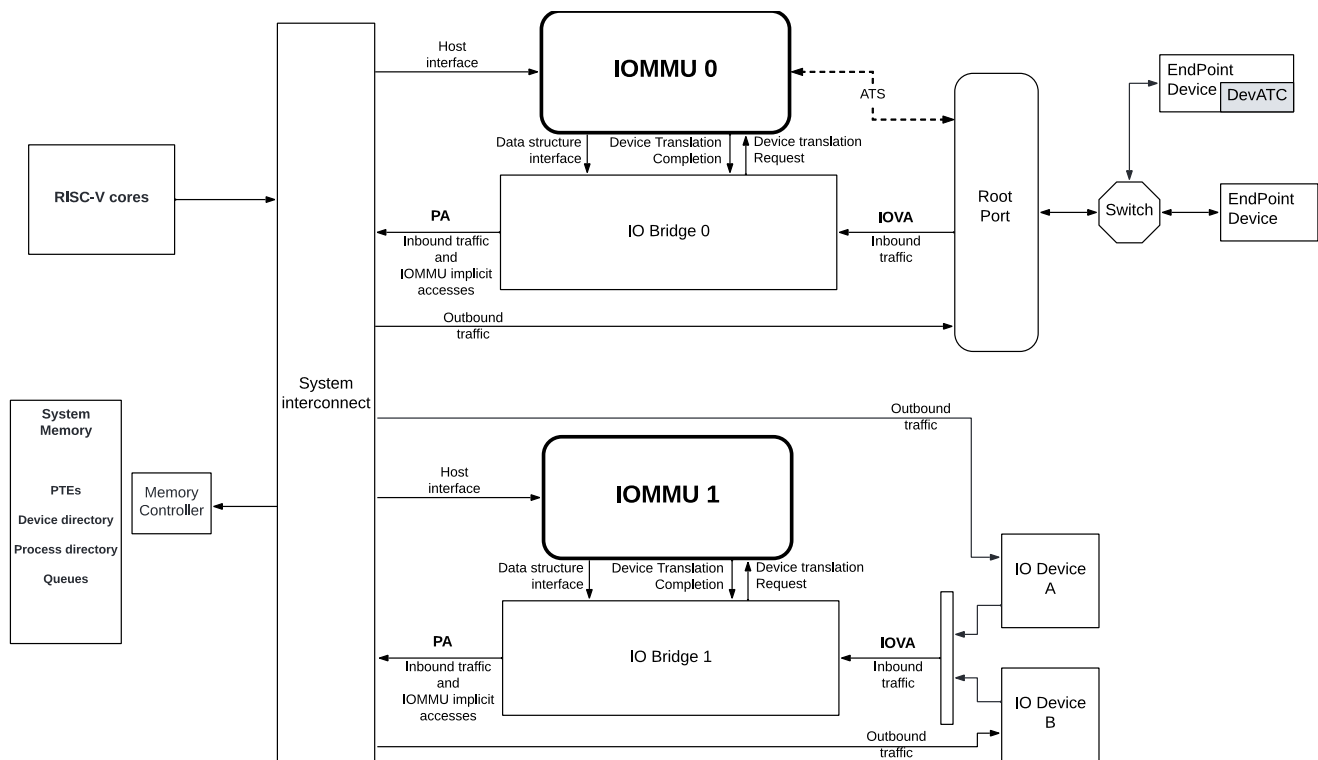 Host
interface
IOMMU 0
ATS
EndPoint
Device
DevATC
Data structure
interface
Device Translation
Completion
Device translation
Request
RISC-V cores
PA
Inbound traffic
and
IOMMU implicit
accesses
IO Bridge 0
IOVA
Inbound
traffic
Root
Port
Switch
EndPoint
Device
Outbound
traffic
System
interconnect
System
Memory
PTEs
Device directory
Process directory
Queues
Memory
Controller
Outbound
traffic
Host
interface
IOMMU 1
Data structure
interface
Device Translation
Completion
Device translation
Request
IO Device
A
PA
Inbound traffic
and
IOMMU implicit
accesses
IO Bridge 1
IOVA
Inbound
traffic
IO Device
B
Outbound
traffic